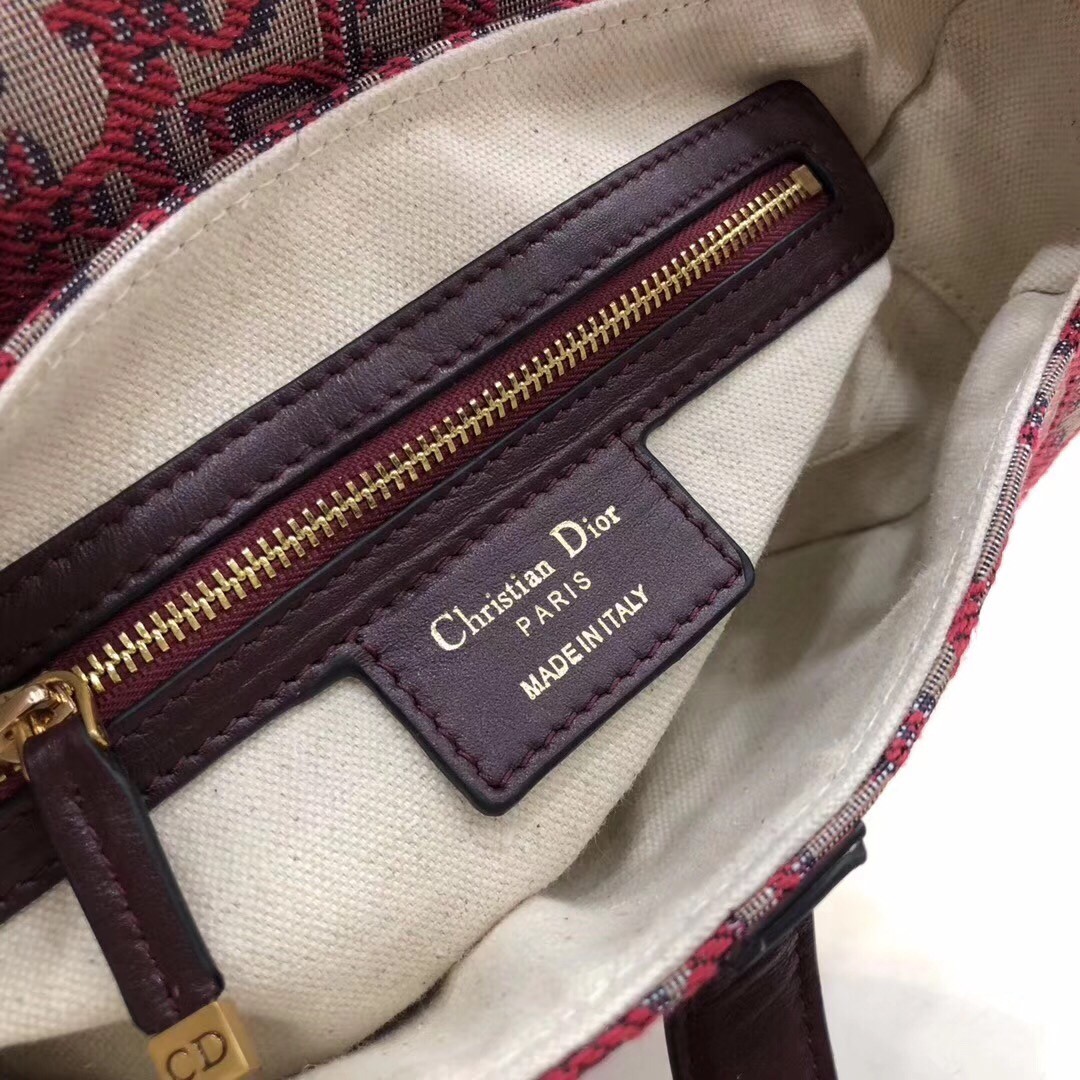 Christian Dior
PARIS
MADE IN ITALY
CD